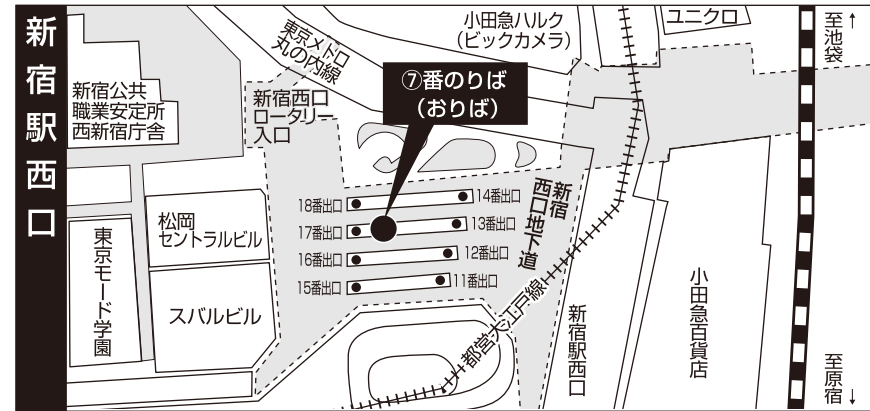 新宿駅西口
新宿公共
職業安定所
西新宿庁舎
東京メトロ
丸の内線
小田急ハルク
（ビックカメラ）
ユニクロ
至池袋↑
新宿西口
ロータリー
入口
⑦番のりば
（おりば）
18番出口
14番出口
17番出口
13番出口
16番出口
12番出口
15番出口
11番出口
新宿
西口地下道
松岡
セントラルビル
東京モード学園
スバルビル
都営大江戸線
新宿駅西口
小田急百貨店
至原宿↓